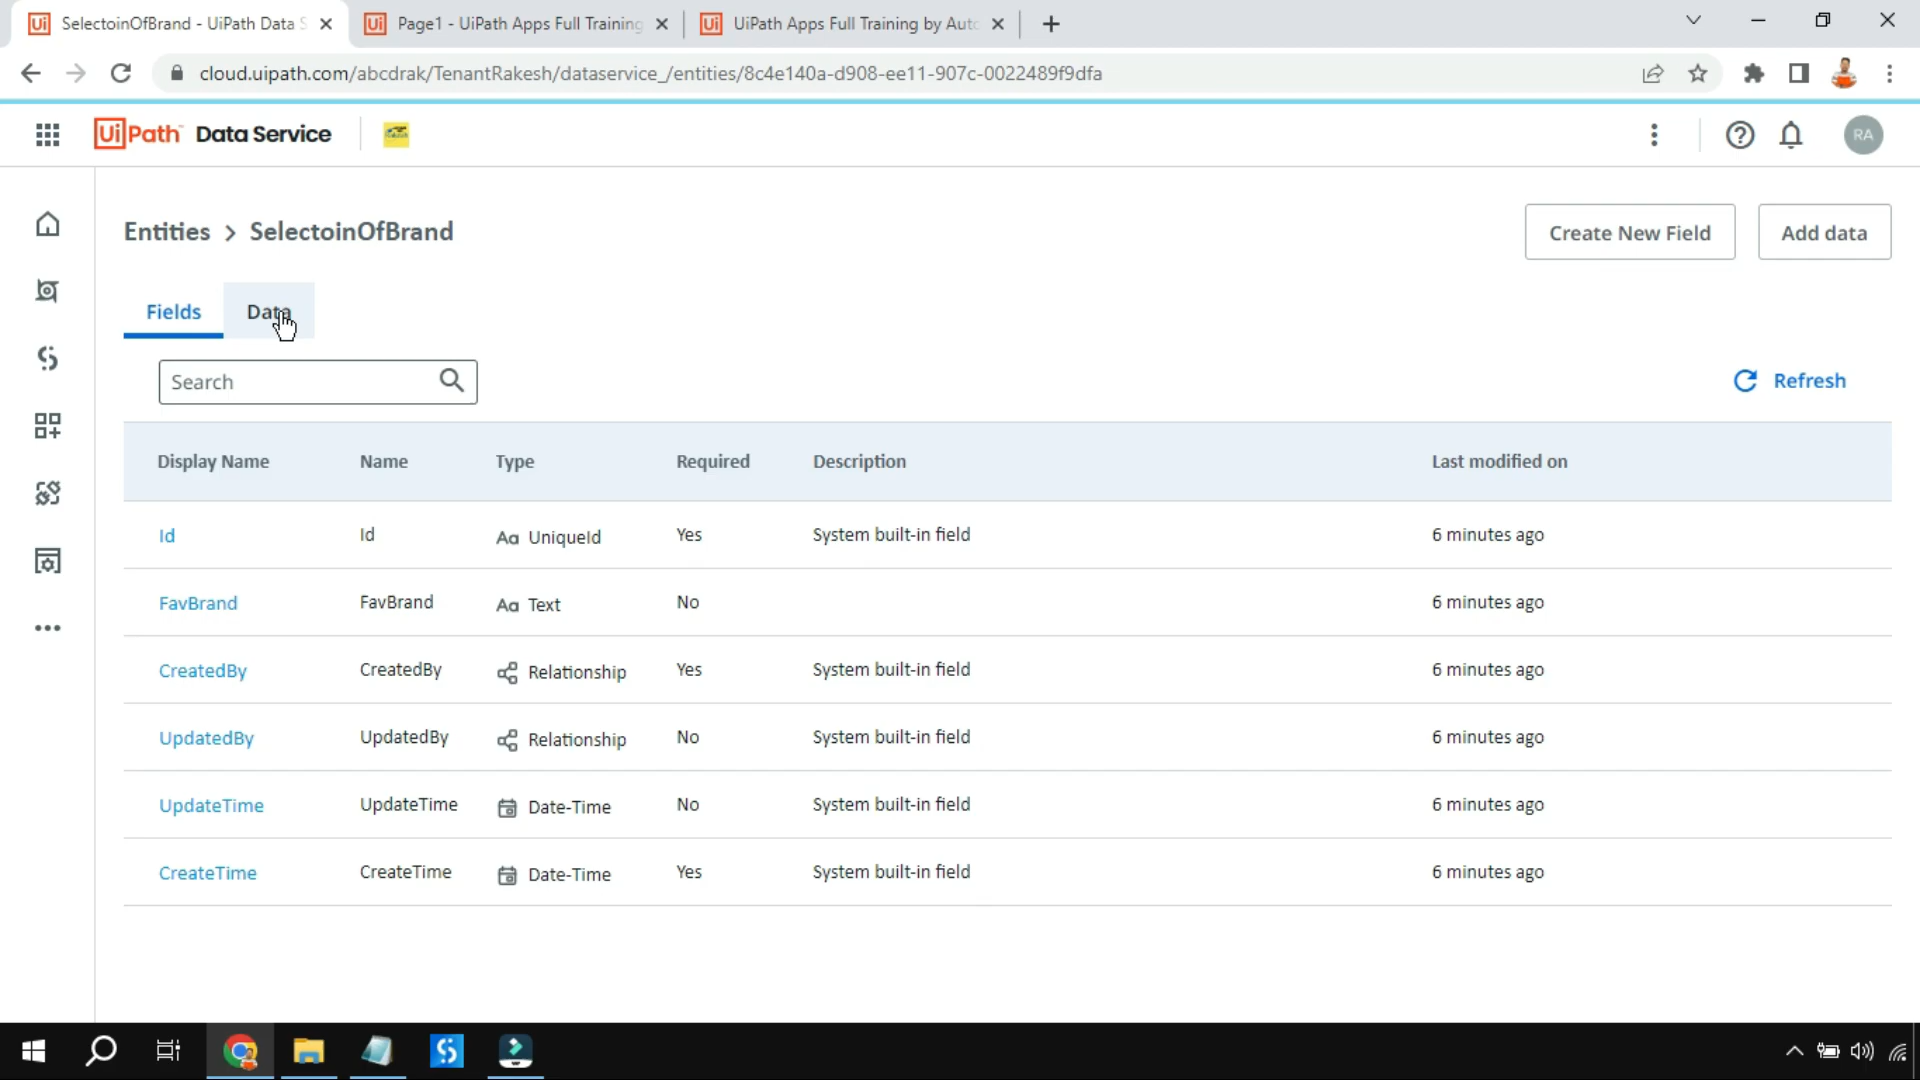 SelectoinOfBrand - UiPath Data S
Page1 - UiPath Apps Full Training
UiPath Apps Full Training by Auto
cloud.uipath.com/abcdrak/TenantRakesh/dataservice_/entities/8c4e140a-d908-ee11-907c-0022489f9dfa
UiPath Data Service
RA
Entities > SelectoinOfBrand
Create New Field
Add data
Fields
Data
Search
Refresh
Display Name Name Type Required Description Last modified on
Id Id Aa UniqueId Yes System built-in field 6 minutes ago
FavBrand FavBrand Aa Text No 6 minutes ago
CreatedBy CreatedBy Relationship Yes System built-in field 6 minutes ago
UpdatedBy UpdatedBy Relationship No System built-in field 6 minutes ago
UpdateTime UpdateTime Date-Time No System built-in field 6 minutes ago
CreateTime CreateTime Date-Time Yes System built-in field 6 minutes ago